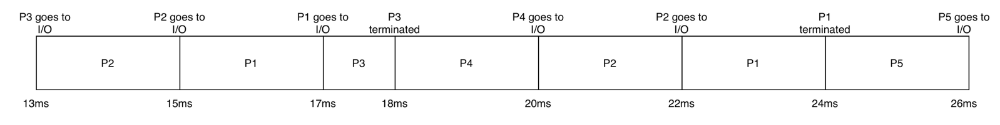 P3 goes to
I/O
P2 goes to
I/O
P1 goes to
I/O
P3
terminated
P4 goes to
I/O
P2 goes to
I/O
P1
terminated
P5 goes to
I/O
P2
P1
P3
P4
P2
P1
P5
13ms
15ms
17ms
18ms
20ms
22ms
24ms
26ms